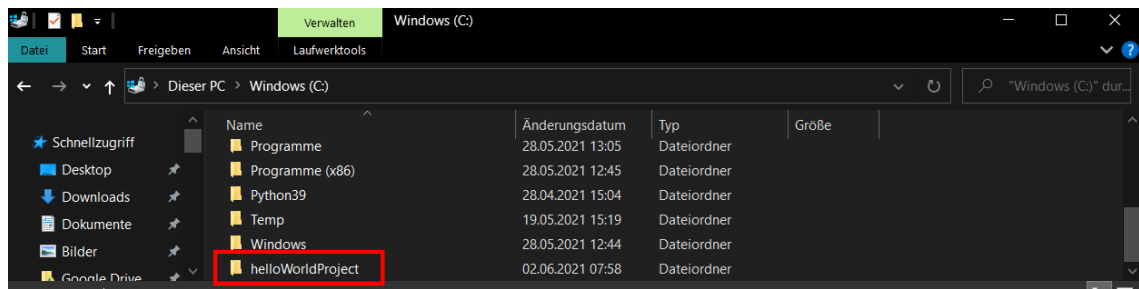 Verwalten Windows (C:)
Datei Start Freigeben Ansicht Laufwerktools
Dieser PC > Windows (C:) "Windows (C:)" dur...
Name Änderungsdatum Typ Größe
Schnellzugriff
Programme 28.05.2021 13:05 Dateiordner
Desktop
Programme (x86) 28.05.2021 12:45 Dateiordner
Downloads
Python39 28.04.2021 15:04 Dateiordner
Dokumente
Temp 19.05.2021 15:19 Dateiordner
Bilder
Windows 28.05.2021 12:44 Dateiordner
Google Drive
helloWorldProject 02.06.2021 07:58 Dateiordner